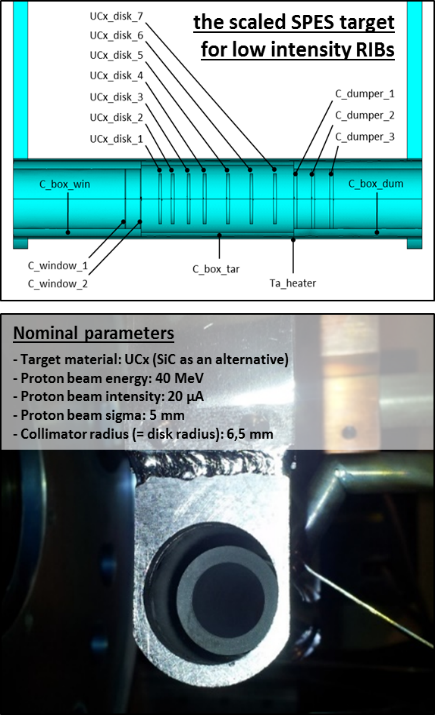 the scaled SPES target
for low intensity RIBs
UCx_disk_7
UCx_disk_6
UCx_disk_5
UCx_disk_4
UCx_disk_3
UCx_disk_2
UCx_disk_1
C_dumper_1
C_dumper_2
C_dumper_3
C_box_win
C_box_dum
C_window_1
C_window_2
C_box_tar
Ta_heater
Nominal parameters
- Target material: UCx (SiC as an alternative)
- Proton beam energy: 40 MeV
- Proton beam intensity: 20 µA
- Proton beam sigma: 5 mm
- Collimator radius (= disk radius): 6,5 mm